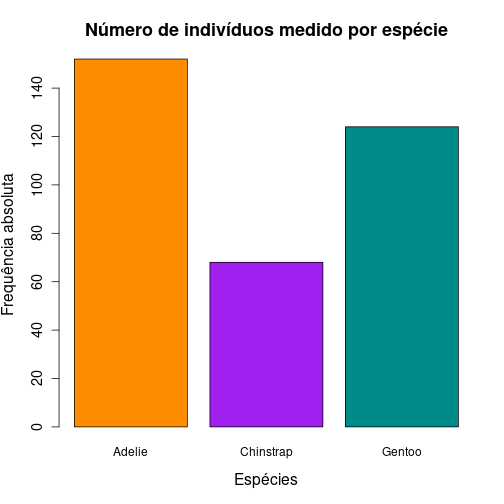 Número de indivíduos medido por espécie
Frequência absoluta
140
120
100
80
60
40
20
0
Adelie
Chinstrap
Gentoo
Espécies